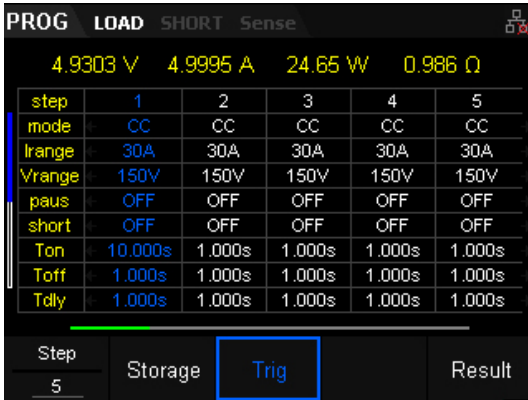 PROG LOAD SHORT Sense
4.9303 V 4.9995 A 24.65 W 0.986 Ω
step 1 2 3 4 5
mode CC CC CC CC CC
Irange 30A 30A 30A 30A 30A
Vrange 150V 150V 150V 150V 150V
paus OFF OFF OFF OFF OFF
short OFF OFF OFF OFF OFF
Ton 10.000s 1.000s 1.000s 1.000s 1.000s
Toff 1.000s 1.000s 1.000s 1.000s 1.000s
Tdly 1.000s 1.000s 1.000s 1.000s 1.000s
Step
5
Storage
Trig
Result